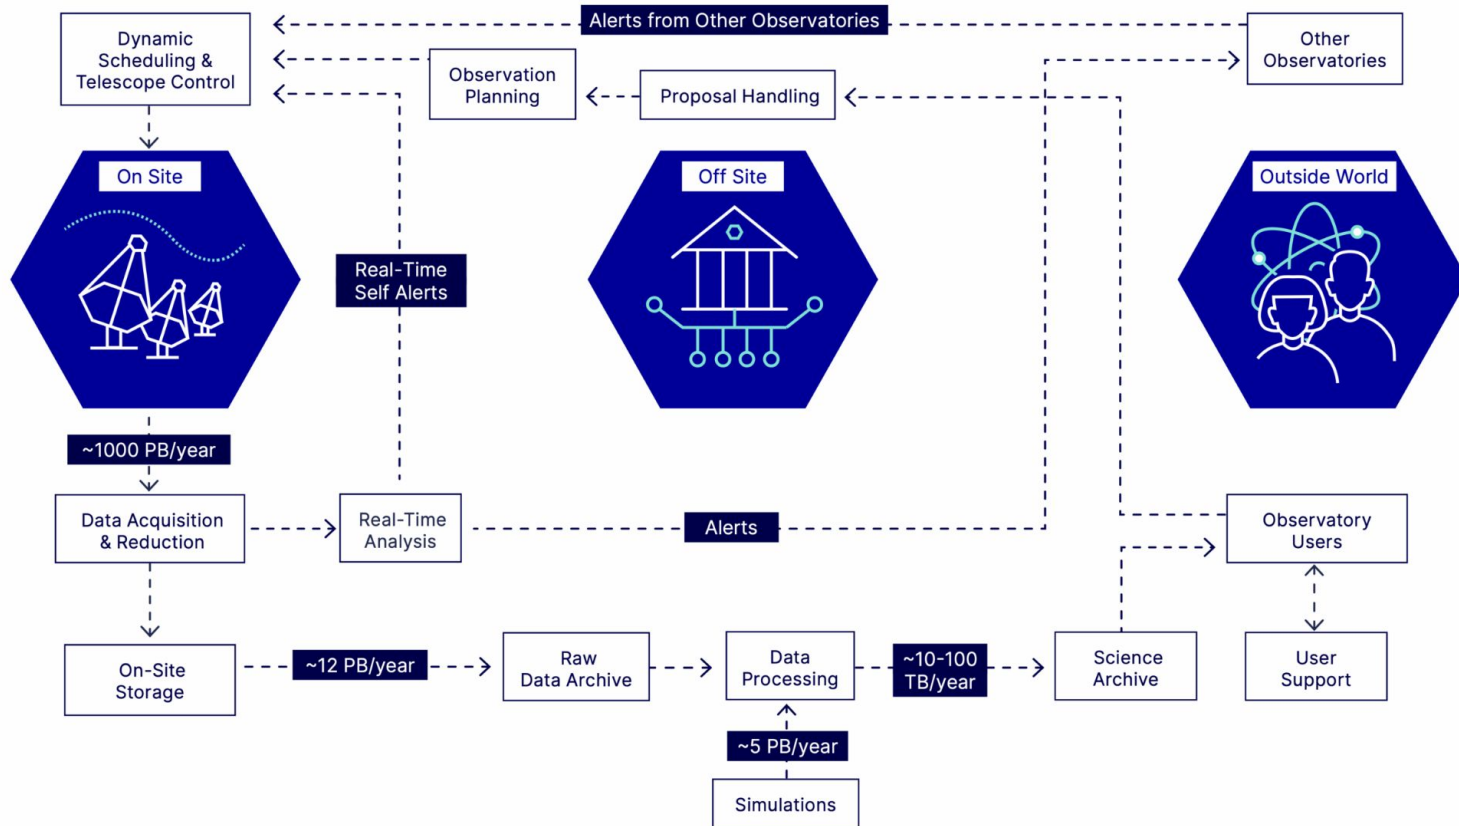 Alerts from Other Observatories
Dynamic
Scheduling &
Telescope Control
Observation
Planning
Proposal Handling
Other
Observatories
On Site
Off Site
Outside World
Real-Time
Self Alerts
~1000 PB/year
Data Acquisition
& Reduction
Real-Time
Analysis
Alerts
Observatory
Users
On-Site
Storage
~12 PB/year
Raw
Data Archive
Data
Processing
~10-100
TB/year
Science
Archive
User
Support
~5 PB/year
Simulations